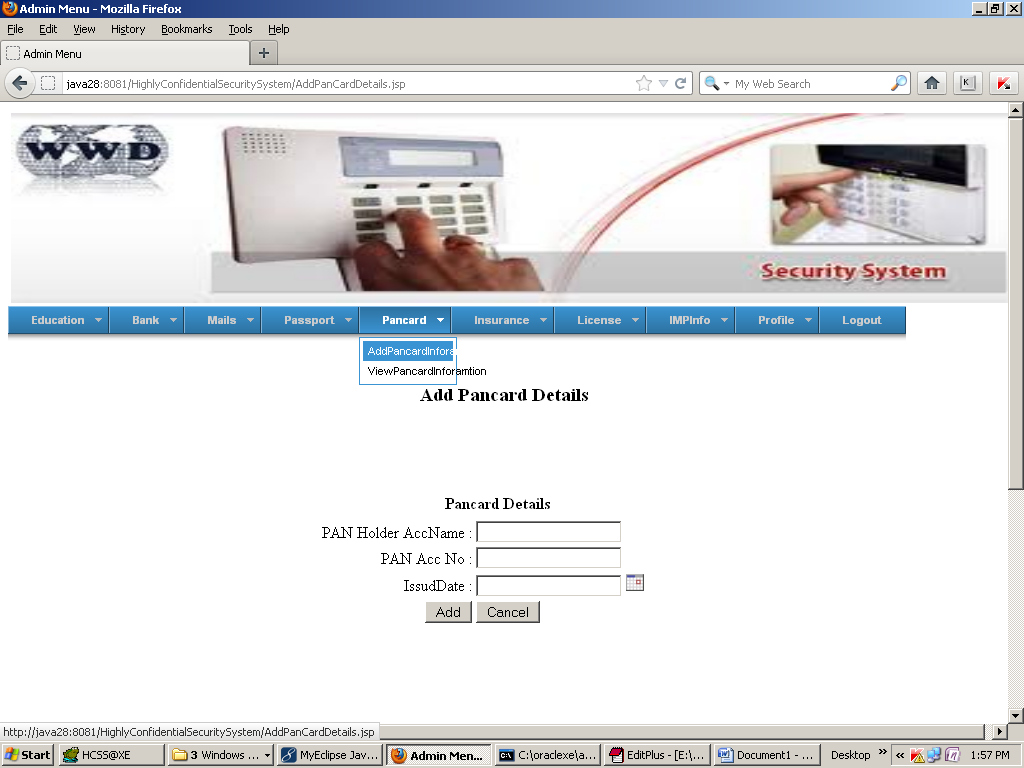 Admin Menu - Mozilla Firefox
File Edit View History Bookmarks Tools Help
Admin Menu
java28:8081/HighlyConfidentialSecuritySystem/AddPanCardDetails.jsp My Web Search
WWD
Security System
Education Bank Mails Passport Pancard Insurance License IMPInfo Profile Logout
AddPancardInfora
ViewPancardInforamtion
Add Pancard Details
Pancard Details
PAN Holder AccName :
PAN Acc No :
IssudDate :
Add Cancel
http://java28:8081/HighlyConfidentialSecuritySystem/AddPanCardDetails.jsp
Start HCSS@XE 3 Windows ... MyEclipse Jav... Admin Men... C:\oraclexe\a... EditPlus - [E:\... Document1 - ... Desktop » « 1:57 PM